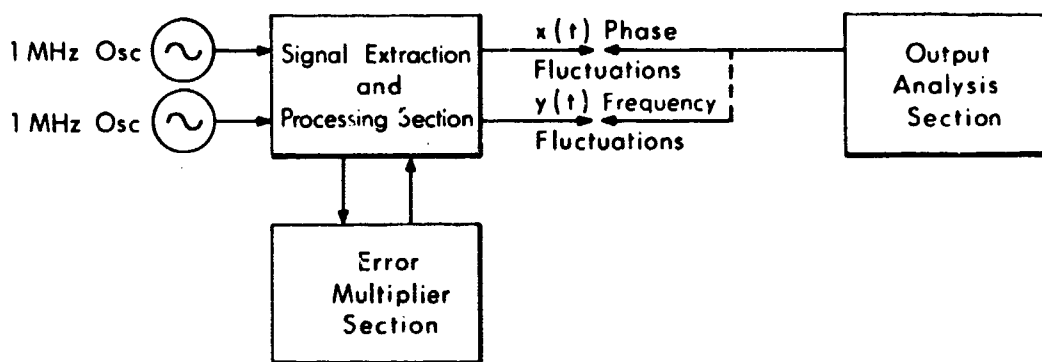 1 MHz Osc
1 MHz Osc
Signal Extraction
and
Processing Section
x(t) Phase
Fluctuations
y(t) Frequency
Fluctuations
Output
Analysis
Section
Error
Multiplier
Section